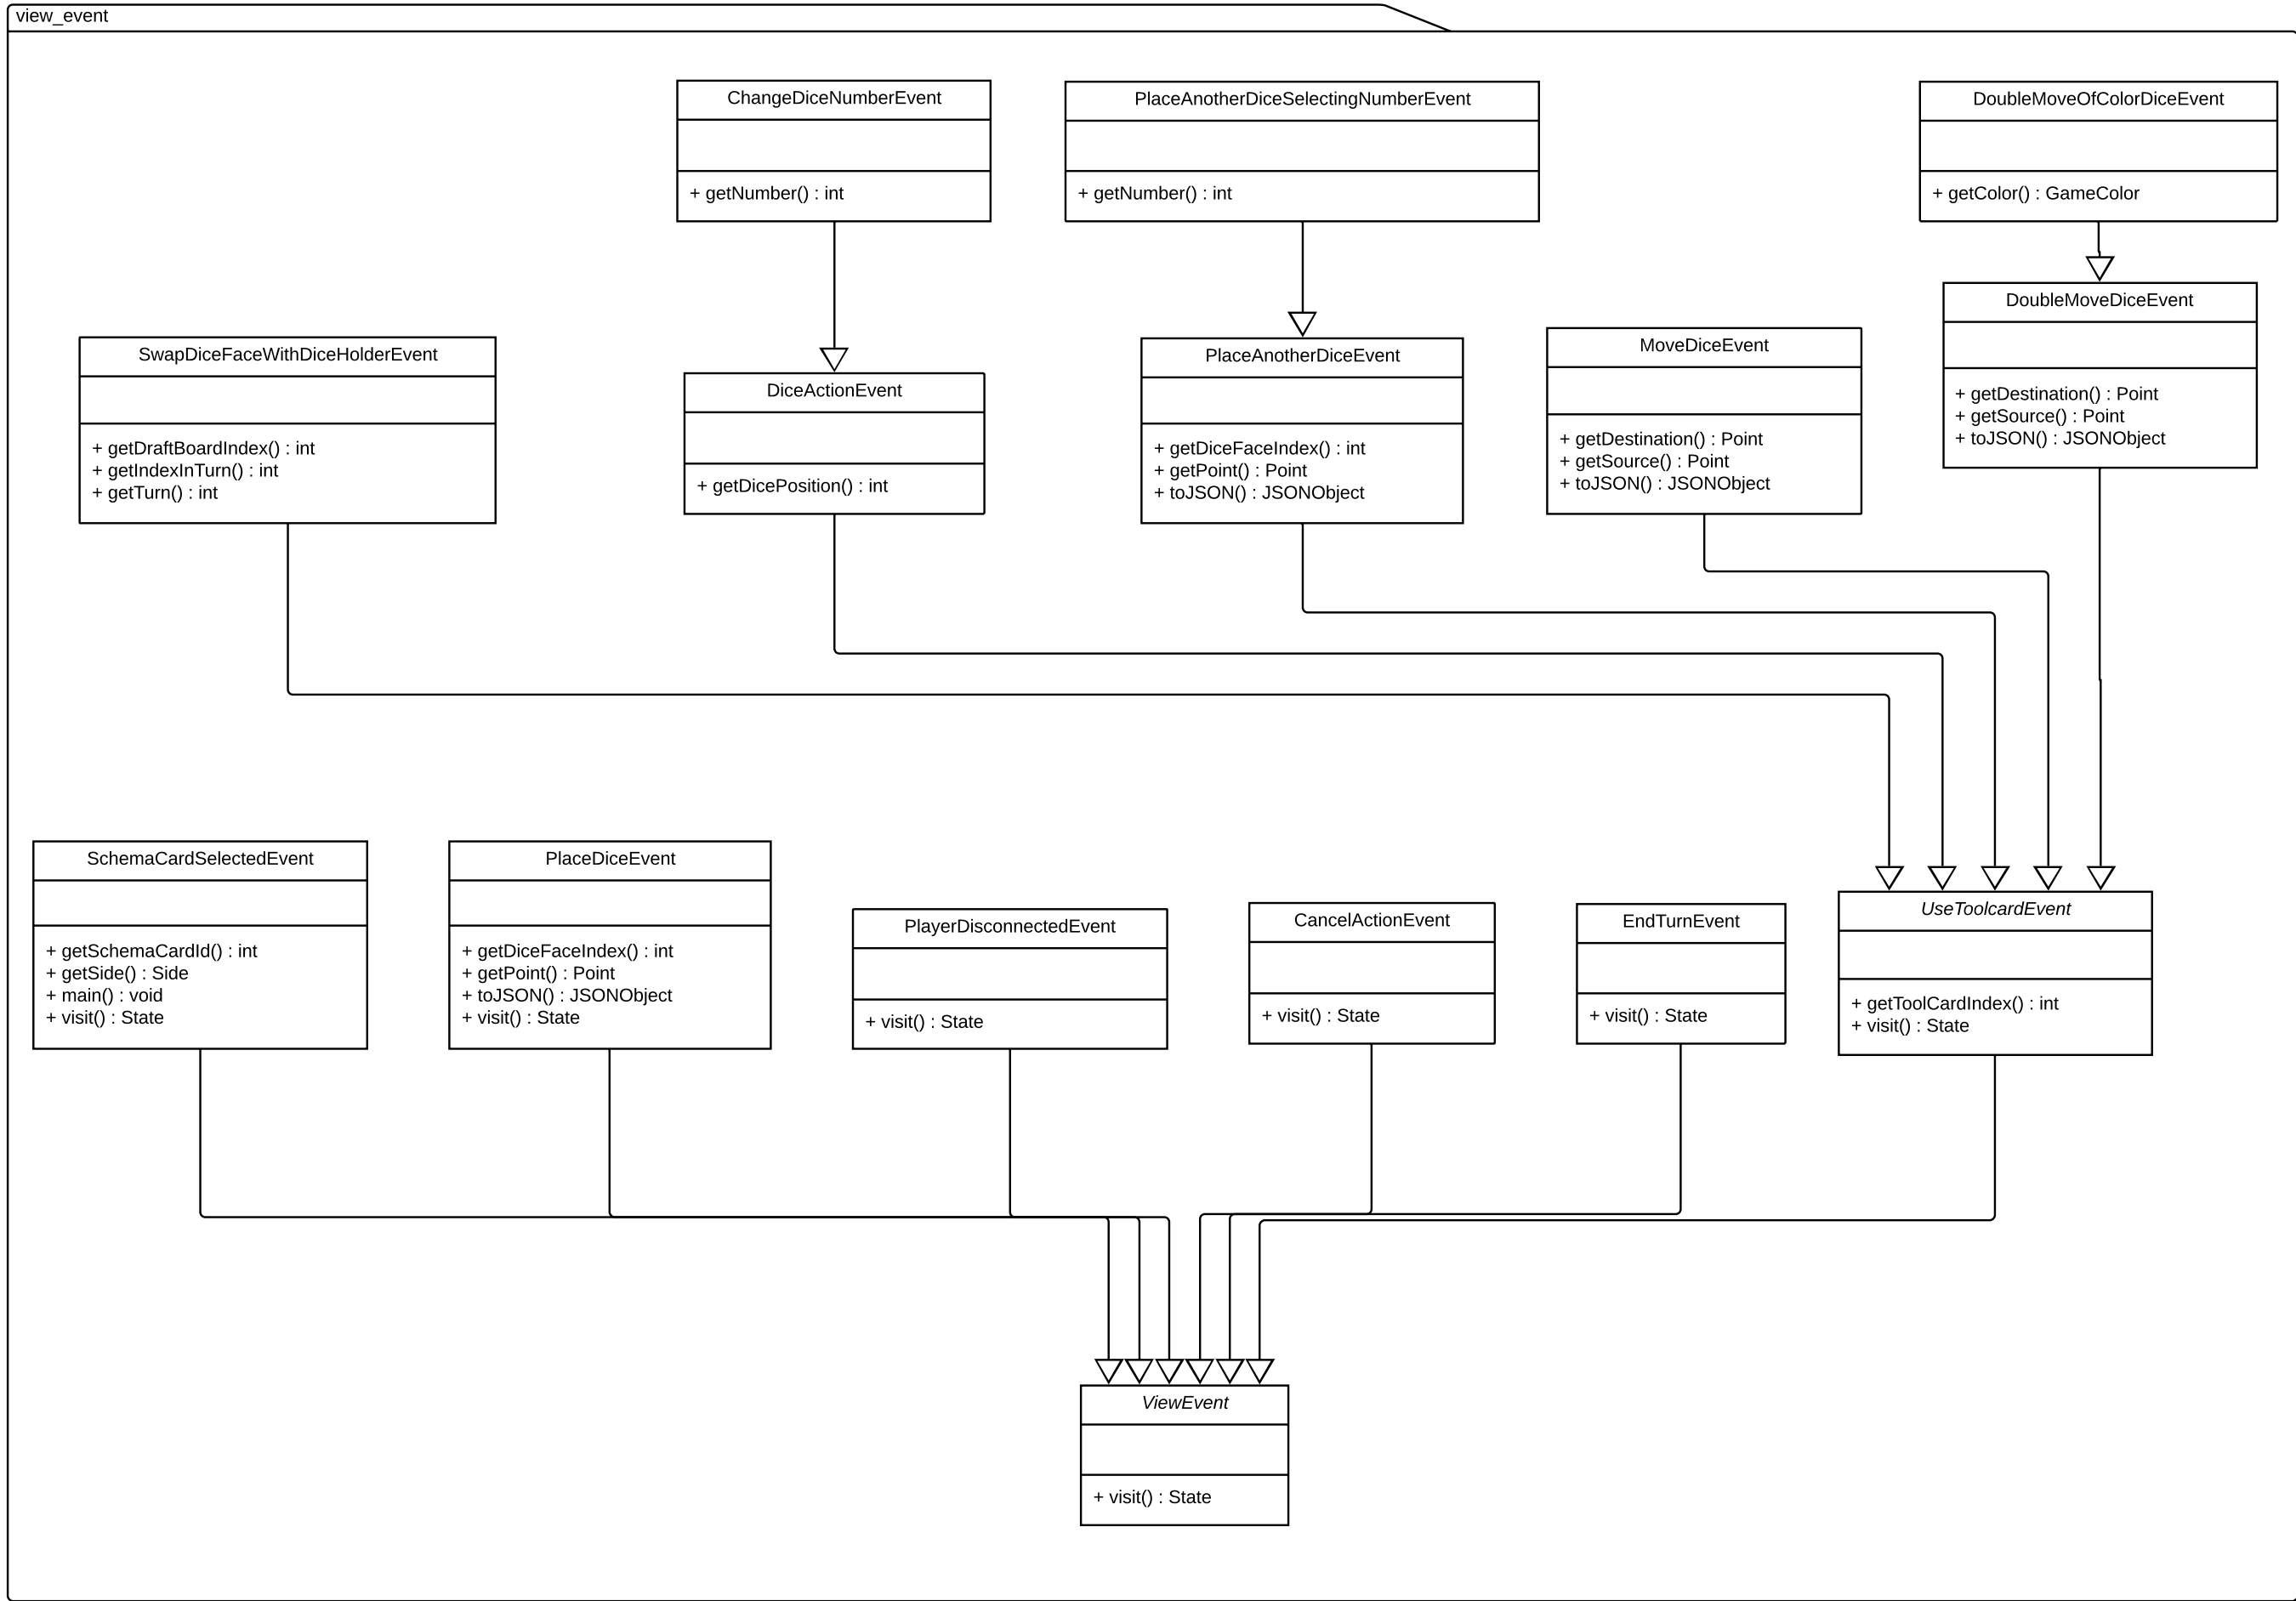 view_event
ChangeDiceNumberEvent
+ getNumber() : int
PlaceAnotherDiceSelectingNumberEvent
+ getNumber() : int
DoubleMoveOfColorDiceEvent
+ getColor() : GameColor
SwapDiceFaceWithDiceHolderEvent
+ getDraftBoardIndex() : int
+ getIndexInTurn() : int
+ getTurn() : int
DiceActionEvent
+ getDicePosition() : int
PlaceAnotherDiceEvent
+ getDiceFaceIndex() : int
+ getPoint() : Point
+ toJSON() : JSONObject
MoveDiceEvent
+ getDestination() : Point
+ getSource() : Point
+ toJSON() : JSONObject
DoubleMoveDiceEvent
+ getDestination() : Point
+ getSource() : Point
+ toJSON() : JSONObject
SchemaCardSelectedEvent
+ getSchemaCardId() : int
+ getSide() : Side
+ main() : void
+ visit() : State
PlaceDiceEvent
+ getDiceFaceIndex() : int
+ getPoint() : Point
+ toJSON() : JSONObject
+ visit() : State
PlayerDisconnectedEvent
+ visit() : State
CancelActionEvent
+ visit() : State
EndTurnEvent
+ visit() : State
UseToolcardEvent
+ getToolCardIndex() : int
+ visit() : State
ViewEvent
+ visit() : State